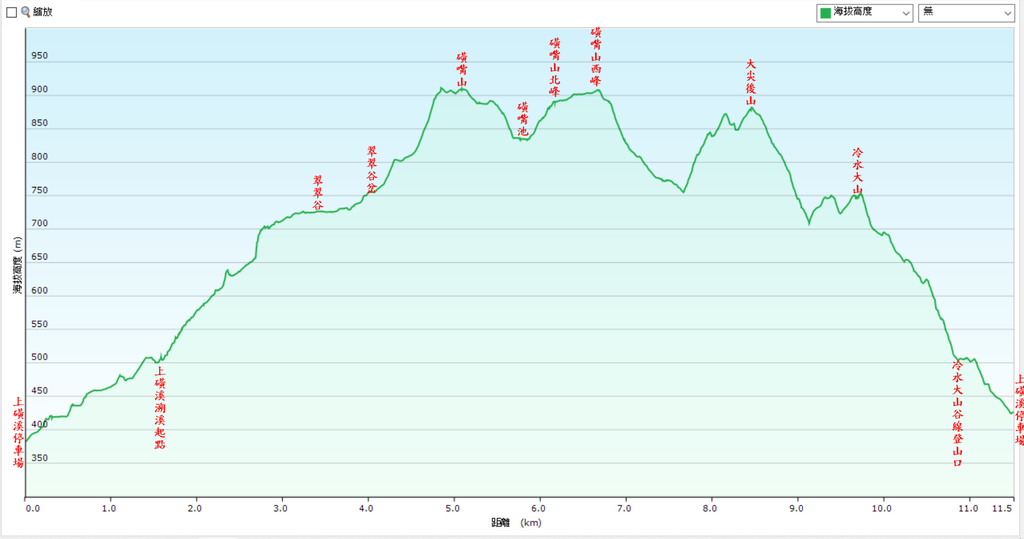 縮放
海拔高度
無
海拔高度 (m)
950
900
850
800
750
700
650
600
550
500
450
400
350
上磺溪停車場
上磺溪溯溪起點
翠翠谷
翠翠谷岔
磺嘴山
磺嘴池
磺嘴山北峰
磺嘴山西峰
大尖後山
冷水大山
冷水大山谷線登山口
上磺溪停車場
0.0
1.0
2.0
3.0
4.0
5.0
6.0
7.0
8.0
9.0
10.0
11.0
11.5
距離 (km)